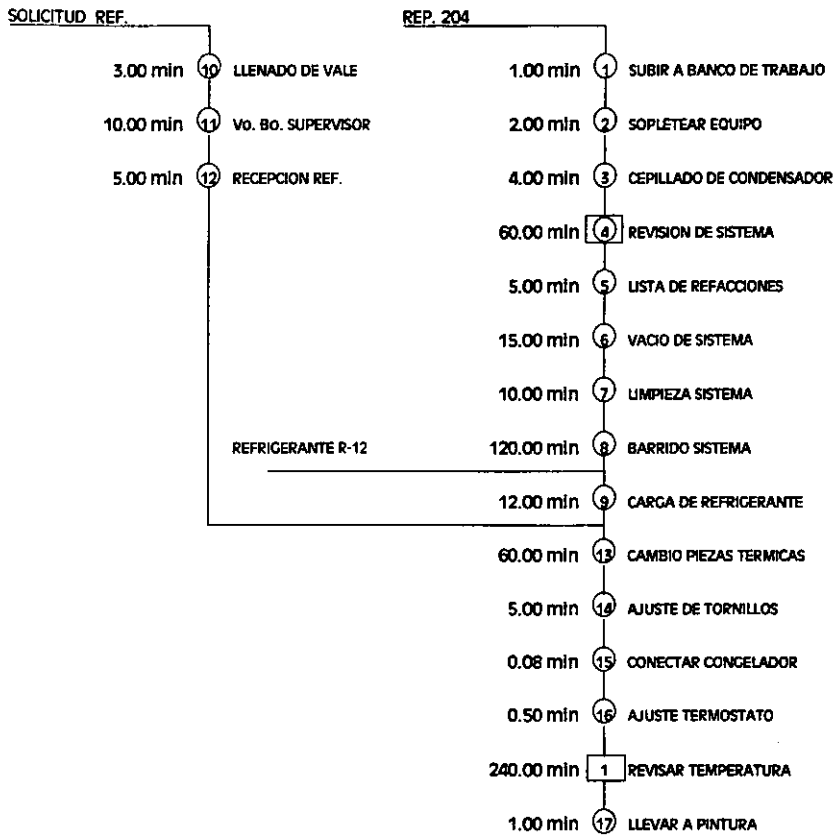 SOLICITUD REF.
3.00 min 10 LLENADO DE VALE
10.00 min 11 Vo. Bo. SUPERVISOR
5.00 min 12 RECEPCION REF.
REP. 204
1.00 min 1 SUBIR A BANCO DE TRABAJO
2.00 min 2 SOPLETEAR EQUIPO
4.00 min 3 CEPILLADO DE CONDENSADOR
60.00 min 4 REVISION DE SISTEMA
5.00 min 5 LISTA DE REFACCIONES
15.00 min 6 VACIO DE SISTEMA
10.00 min 7 LIMPIEZA SISTEMA
120.00 min 8 BARRIDO SISTEMA
REFRIGERANTE R-12
12.00 min 9 CARGA DE REFRIGERANTE
60.00 min 13 CAMBIO PIEZAS TERMICAS
5.00 min 14 AJUSTE DE TORNILLOS
0.08 min 15 CONECTAR CONGELADOR
0.50 min 16 AJUSTE TERMOSTATO
240.00 min 1 REVISAR TEMPERATURA
1.00 min 17 LLEVAR A PINTURA